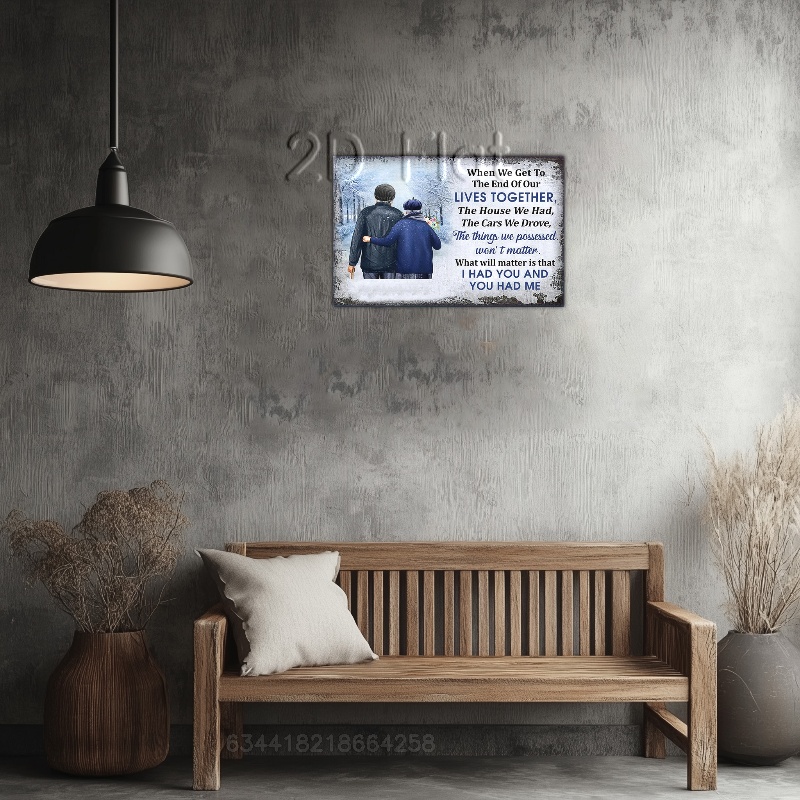 2D Flat
When We Get To
The End Of Our
LIVES TOGETHER,
The House We Had,
The Cars We Drove,
The things we possessed
won't matter.
What will matter is that
I HAD YOU AND
YOU HAD ME
634418218664258